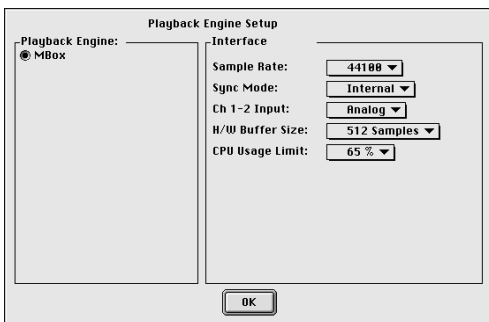 Playback Engine Setup
Playback Engine:
MBox
Interface
Sample Rate: 44100
Sync Mode: Internal
Ch 1-2 Input: Analog
H/W Buffer Size: 512 Samples
CPU Usage Limit: 65 %
OK